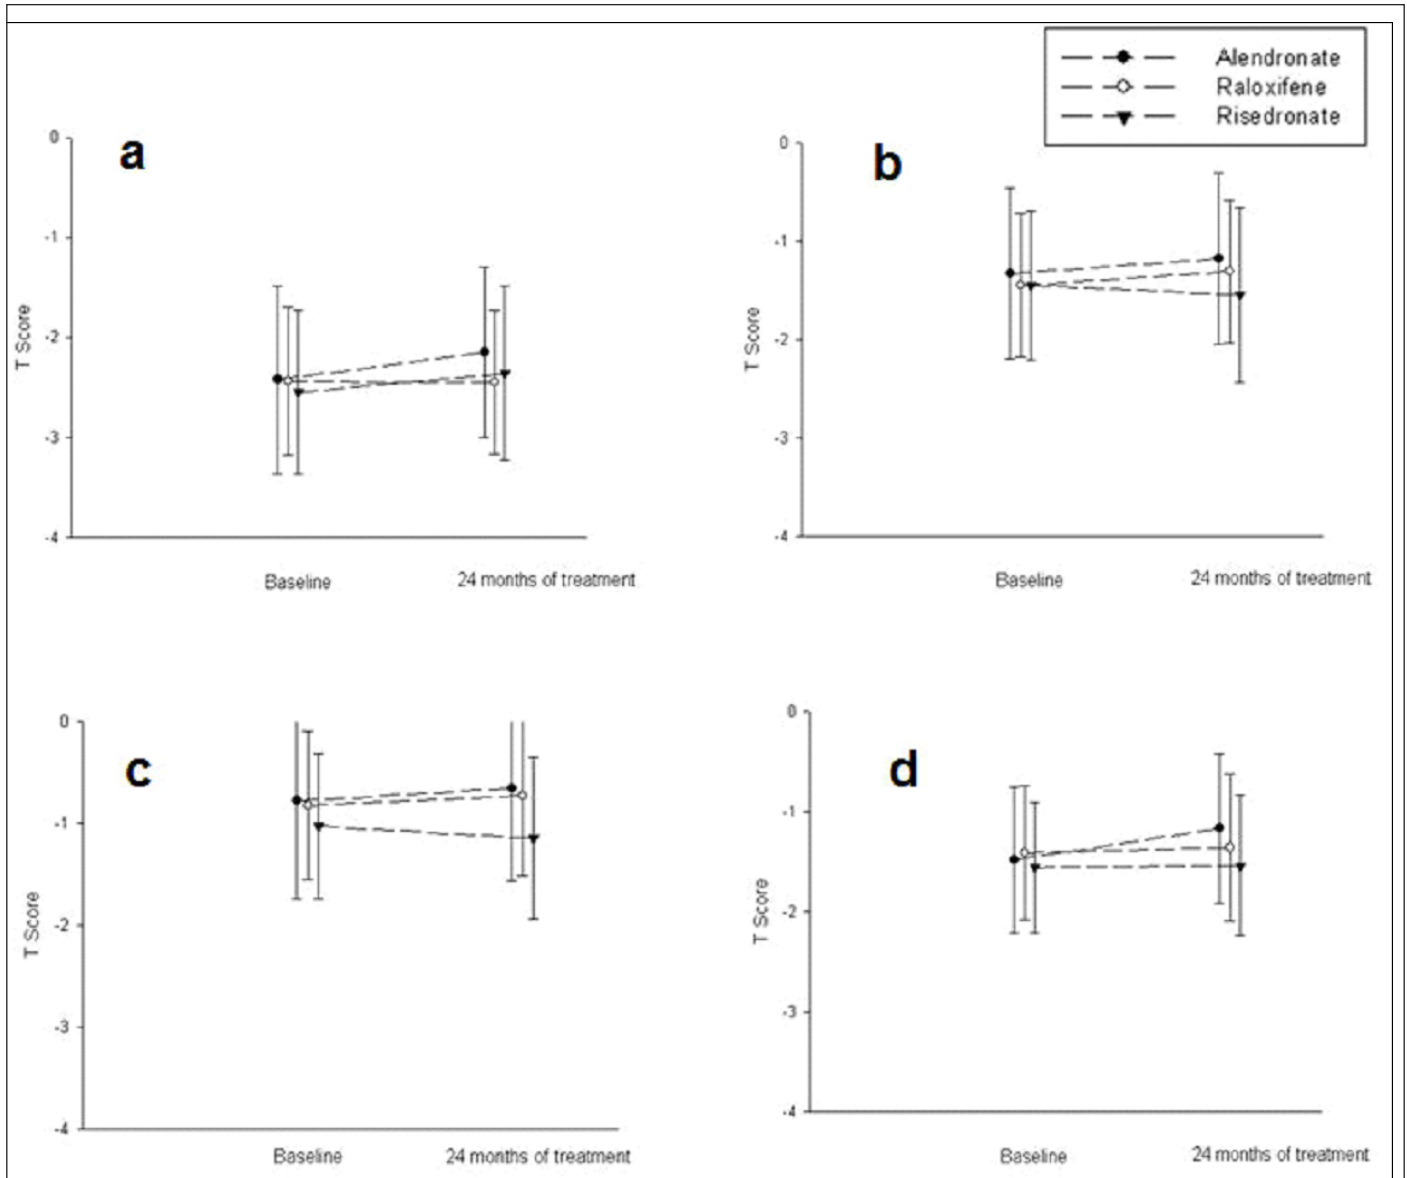 Alendronate
Raloxifene
Risedronate
a
0
-1
-2
-3
-4
T Score
Baseline
24 months of treatment
b
0
-1
-2
-3
-4
T Score
Baseline
24 months of treatment
c
0
-1
-2
-3
-4
T Score
Baseline
24 months of treatment
d
0
-1
-2
-3
-4
T Score
Baseline
24 months of treatment